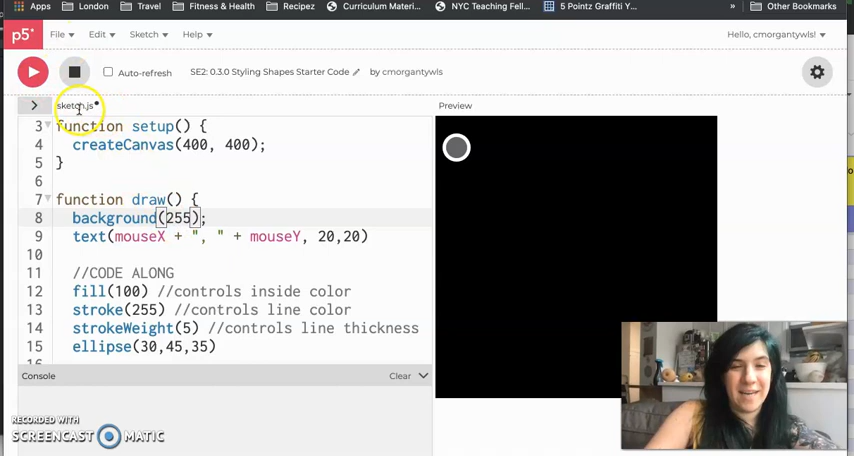 Apps London Travel Fitness & Health Recipez Curriculum Materi... NYC Teaching Fell... 5 Pointz Graffiti Y... » Other Bookmarks
p5* File Edit Sketch Help Hello, cmorgantywls!
Auto-refresh SE2: 0.3.0 Styling Shapes Starter Code by cmorgantywls
> sketch.js• Preview
3 function setup() {
4 createCanvas(400, 400);
5 }
6
7 function draw() {
8 background(255);
9 text(mouseX + ", " + mouseY, 20,20)
10
11 //CODE ALONG
12 fill(100) //controls inside color
13 stroke(255) //controls line color
14 strokeWeight(5) //controls line thickness
15 ellipse(30,45,35)
Console Clear
RECORDED WITH
SCREENCAST MATIC